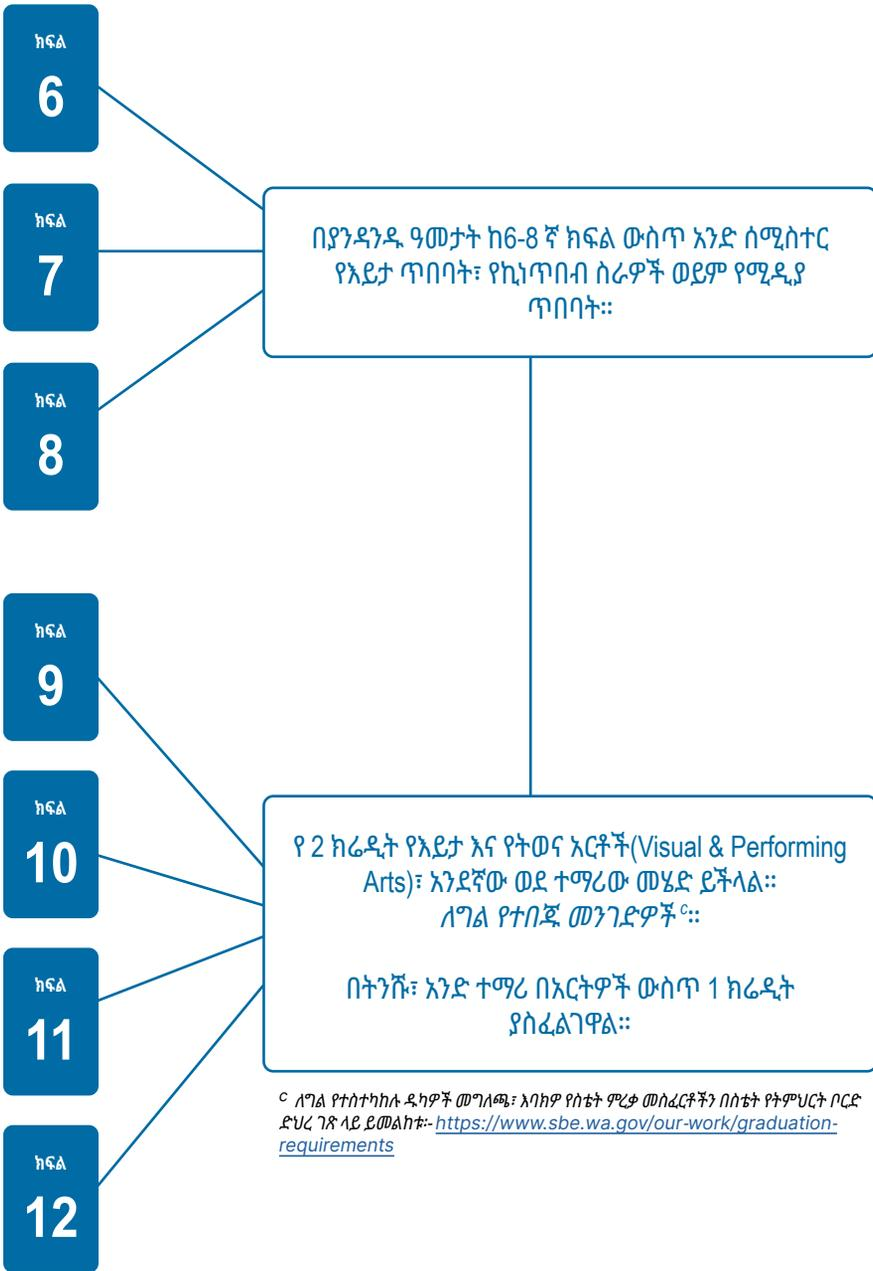 ክፍል
6
ክፍል
7
ክፍል
8
በያንዳንዱ ዓመታት ከ6-8 ኛ ክፍል ውስጥ አንድ ሰሚስተር
የእይታ ጥበባት፣ የኪነጥበብ ስራዎች ወይም የሚዲያ
ጥበባት።
ክፍል
9
ክፍል
10
ክፍል
11
ክፍል
12
የ 2 ክሬዲት የእይታ እና የትወና አርቶች(Visual & Performing
Arts)፣ አንደኛው ወደ ተማሪው መሄድ ይችላል።
ለግል የተበጁ መንገድዎች c።
በትንሹ፣ አንድ ተማሪ በአርትዎች ውስጥ 1 ክሬዲት
ያስፈልገዋል።
C ለግል የተስተካከሉ ዱካዎች መግለጫ፣ እባክዎ የስቴት ምረቃ መስፈርቶችን በስቴት የትምህርት ቦርድ
ድህረ ገጽ ላይ ይመልከቱ፦ https://www.sbe.wa.gov/our-work/graduation-
requirements